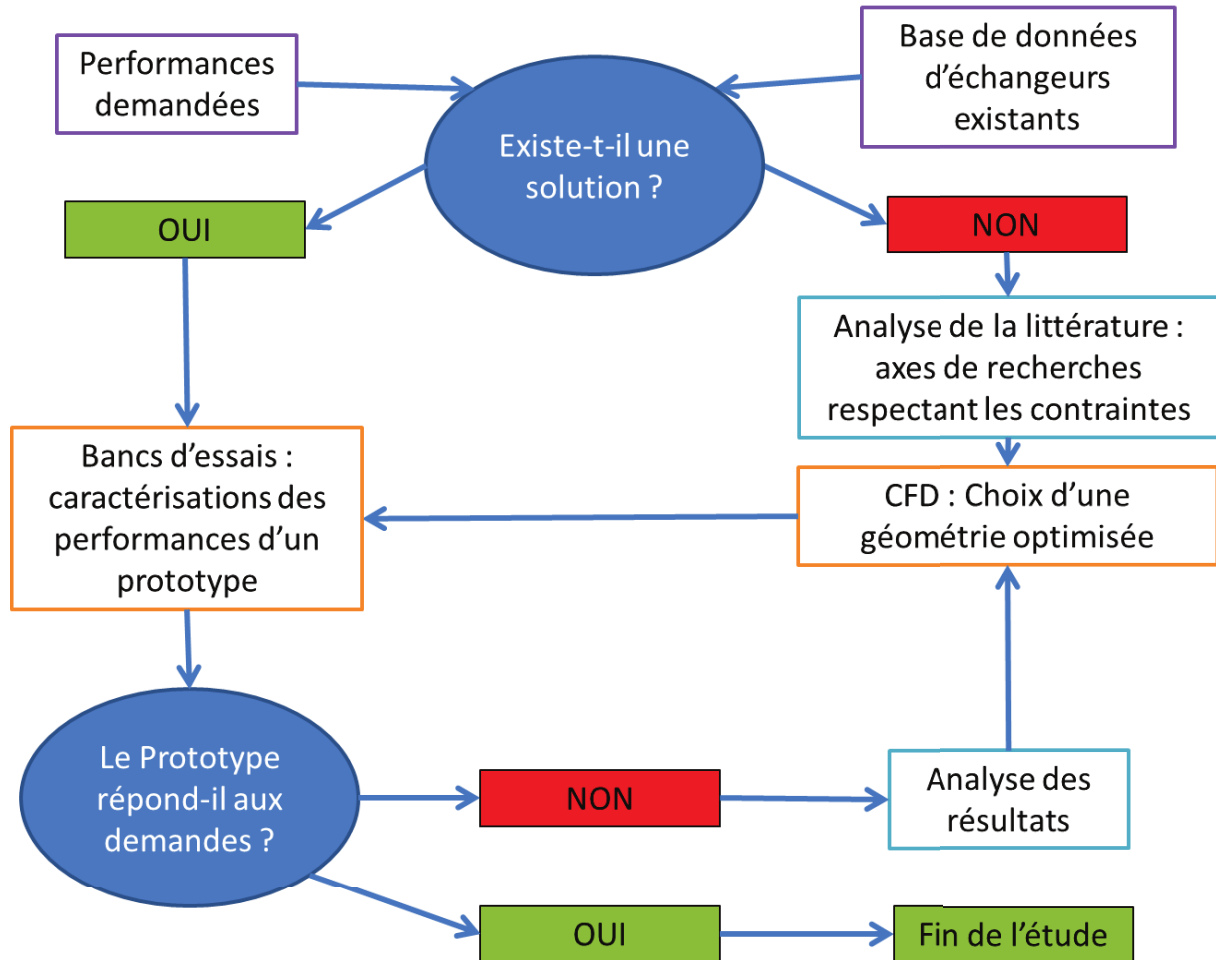 Performances
demandées
Base de données
d’échangeurs
existants
Existe-t-il une
solution ?
OUI
NON
Analyse de la littérature :
axes de recherches
respectant les contraintes
Bancs d’essais :
caractérisations des
performances d’un
prototype
CFD : Choix d’une
géométrie optimisée
Le Prototype
répond-il aux
demandes ?
NON
Analyse des
résultats
OUI
Fin de l’étude